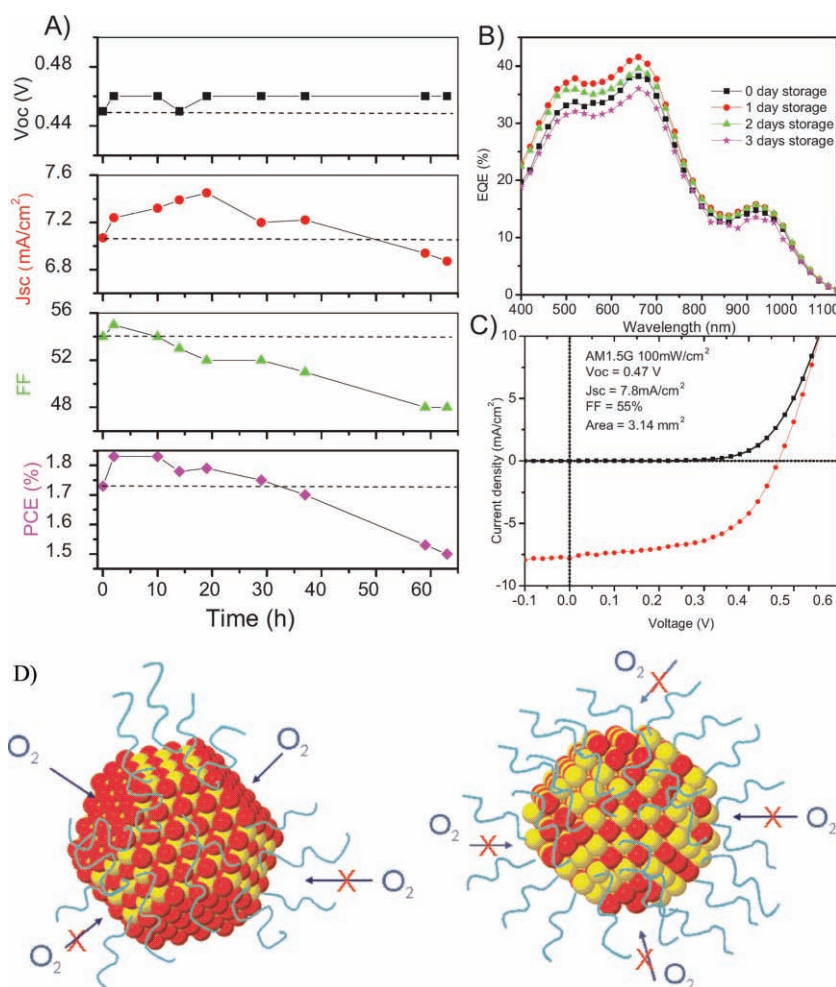 A)
Voc (V)
0.48
0.44
Jsc (mA/cm²)
7.6
7.2
6.8
FF
56
52
48
PCE (%)
1.8
1.7
1.6
1.5
0 10 20 30 40 50 60
Time (h)
B)
EQE (%)
40
30
20
10
0
0 day storage
1 day storage
2 days storage
3 days storage
400 500 600 700 800 900 1000 1100
Wavelength (nm)
C)
Current density (mA/cm²)
10
5
0
-5
-10
AM1.5G 100mW/cm²
Voc = 0.47 V
Jsc = 7.8mA/cm²
FF = 55%
Area = 3.14 mm²
-0.1 0.0 0.1 0.2 0.3 0.4 0.5 0.6
Voltage (V)
D)
O₂
O₂
X O₂
O₂ X
O₂ X
X O₂
O₂ X
X O₂